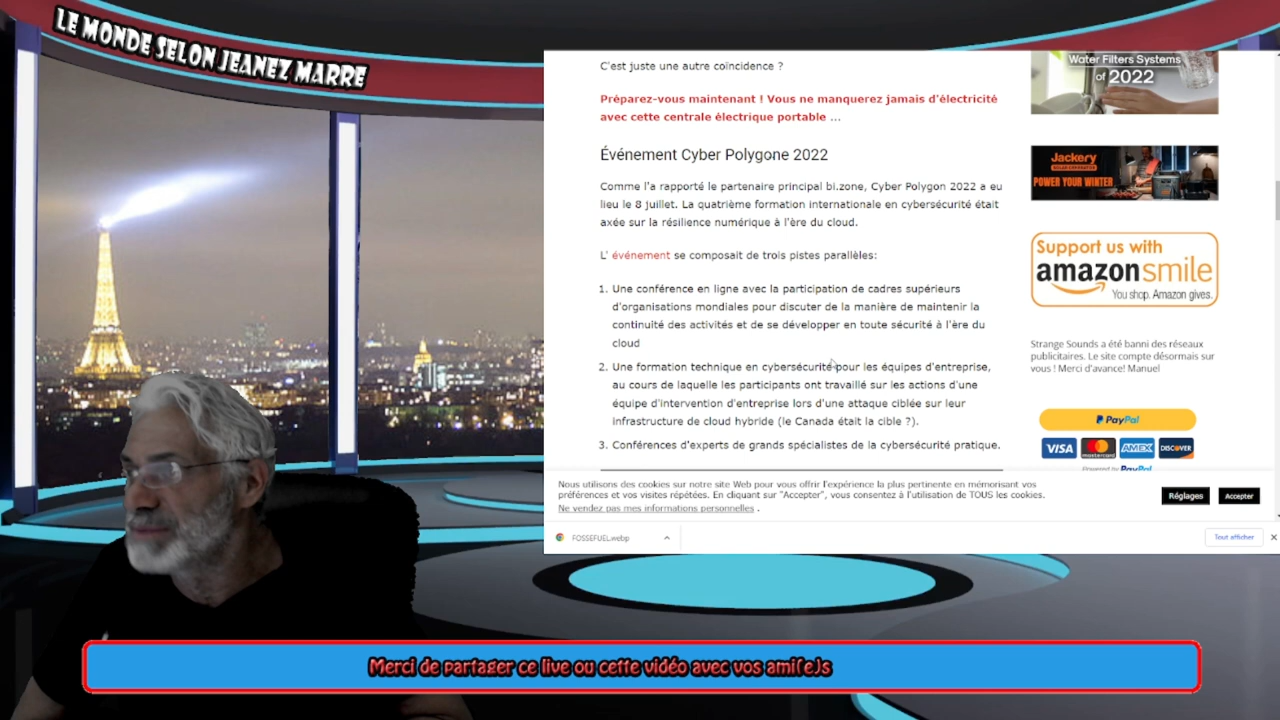 LE MONDE SELON JEANEZ MARRE
C'est juste une autre coïncidence ?
Préparez-vous maintenant ! Vous ne manquerez jamais d'électricité
avec cette centrale électrique portable ...
Événement Cyber Polygone 2022
Comme l'a rapporté le partenaire principal bi.zone, Cyber Polygon 2022 a eu
lieu le 8 juillet. La quatrième formation internationale en cybersécurité était
axée sur la résilience numérique à l'ère du cloud.
L' événement se composait de trois pistes parallèles:
1. Une conférence en ligne avec la participation de cadres supérieurs
d'organisations mondiales pour discuter de la manière de maintenir la
continuité des activités et de se développer en toute sécurité à l'ère du
cloud
2. Une formation technique en cybersécurité pour les équipes d'entreprise,
au cours de laquelle les participants ont travaillé sur les actions d'une
équipe d'intervention d'entreprise lors d'une attaque ciblée sur leur
infrastructure de cloud hybride (le Canada était la cible ?).
3. Conférences d'experts de grands spécialistes de la cybersécurité pratique.
Water Filters Systems
of 2022
Jackery
POWER YOUR WINTER
Support us with
amazonsmile
You shop. Amazon gives.
Strange Sounds a été banni des réseaux
publicitaires. Le site compte désormais sur
vous ! Merci d'avance! Manuel
PayPal
VISA mastercard AMEX DISCOVER
Powered by PayPal
Nous utilisons des cookies sur notre site Web pour vous offrir l'expérience la plus pertinente en mémorisant vos
préférences et vos visites répétées. En cliquant sur "Accepter", vous consentez à l'utilisation de TOUS les cookies.
Ne vendez pas mes informations personnelles .
Réglages
Accepter
FOSSEFUEL.webp
Tout afficher
Merci de partager ce live ou cette vidéo avec vos ami(e)s